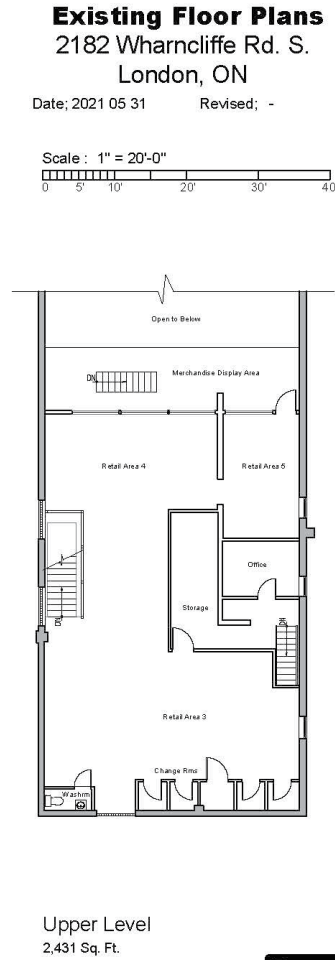 Existing Floor Plans
2182 Wharncliffe Rd. S.
London, ON
Date; 2021 05 31 Revised; -
Scale : 1" = 20'-0"
0 5' 10' 20' 30' 40
Open to Below
DN
Merchandise Display Area
Retail Area 4
Retail Area 5
Office
Storage
DN
DN
Retail Area 3
Change Rms
Washrm
Upper Level
2,431 Sq. Ft.